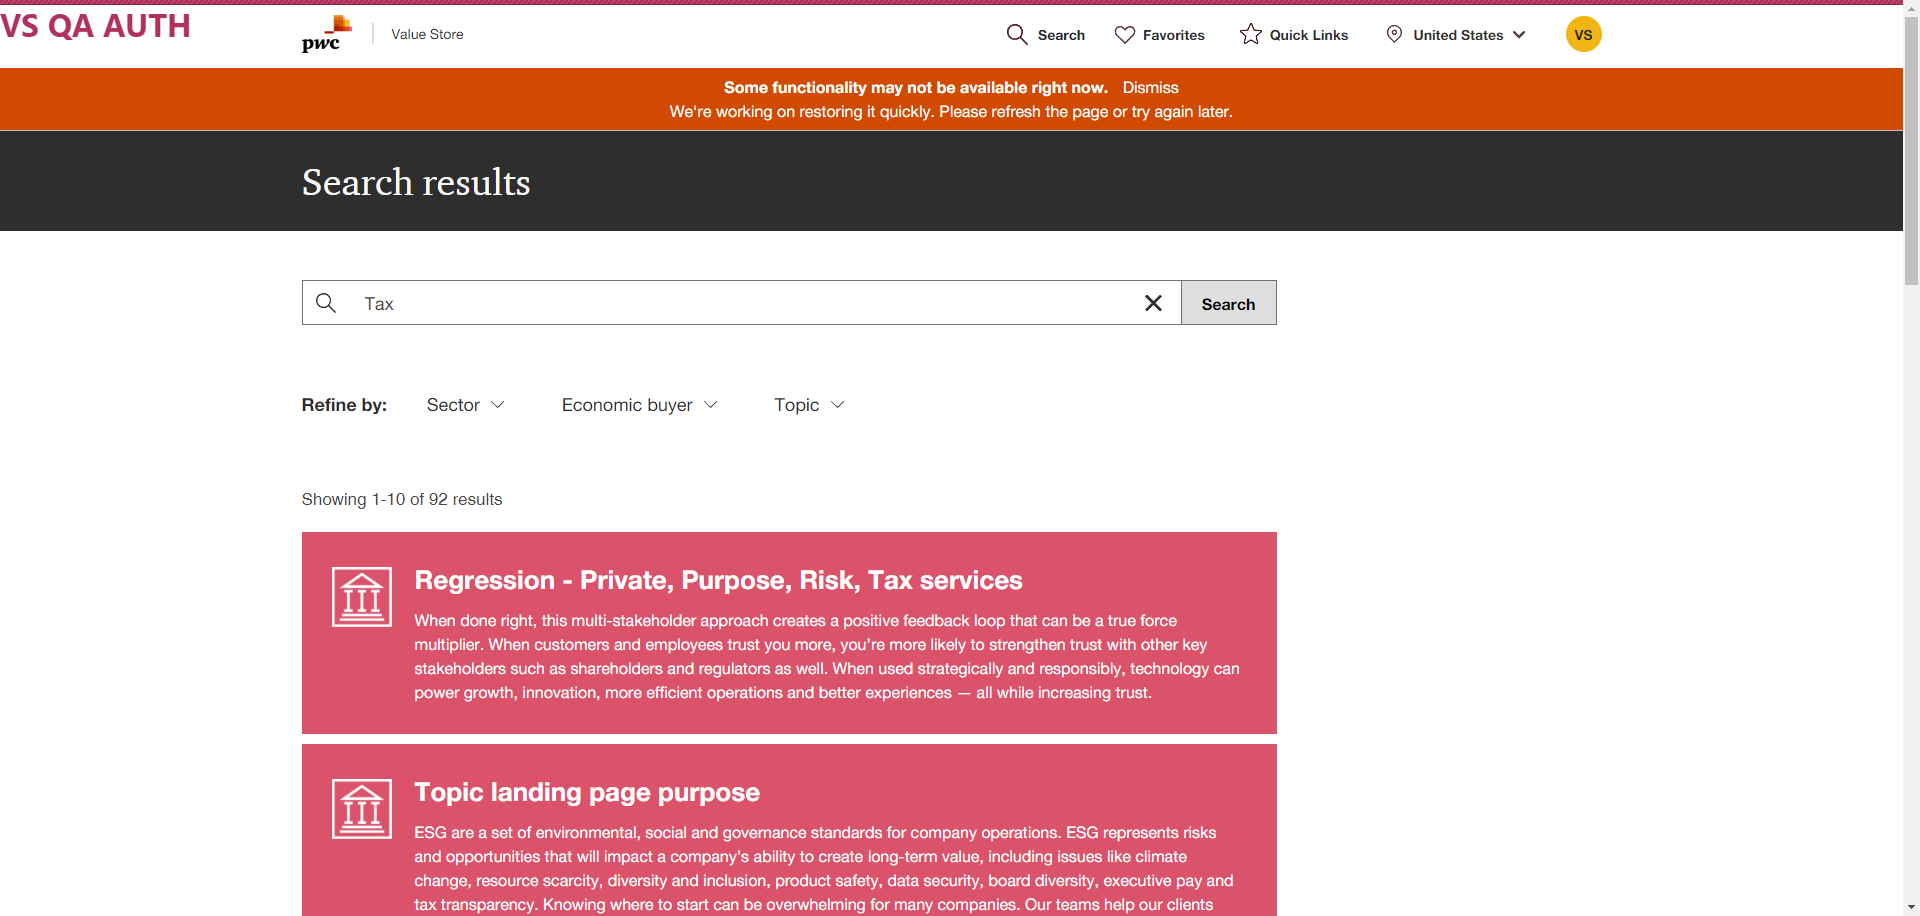 VS QA AUTH
pwc
Value Store
Search
Favorites
Quick Links
United States
VS
Some functionality may not be available right now. Dismiss
We're working on restoring it quickly. Please refresh the page or try again later.
Search results
Tax
Search
Refine by:
Sector
Economic buyer
Topic
Showing 1-10 of 92 results
Regression - Private, Purpose, Risk, Tax services
When done right, this multi-stakeholder approach creates a positive feedback loop that can be a true force
multiplier. When customers and employees trust you more, you’re more likely to strengthen trust with other key
stakeholders such as shareholders and regulators as well. When used strategically and responsibly, technology can
power growth, innovation, more efficient operations and better experiences — all while increasing trust.
Topic landing page purpose
ESG are a set of environmental, social and governance standards for company operations. ESG represents risks
and opportunities that will impact a company’s ability to create long-term value, including issues like climate
change, resource scarcity, diversity and inclusion, product safety, data security, board diversity, executive pay and
tax transparency. Knowing where to start can be overwhelming for many companies. Our teams help our clients